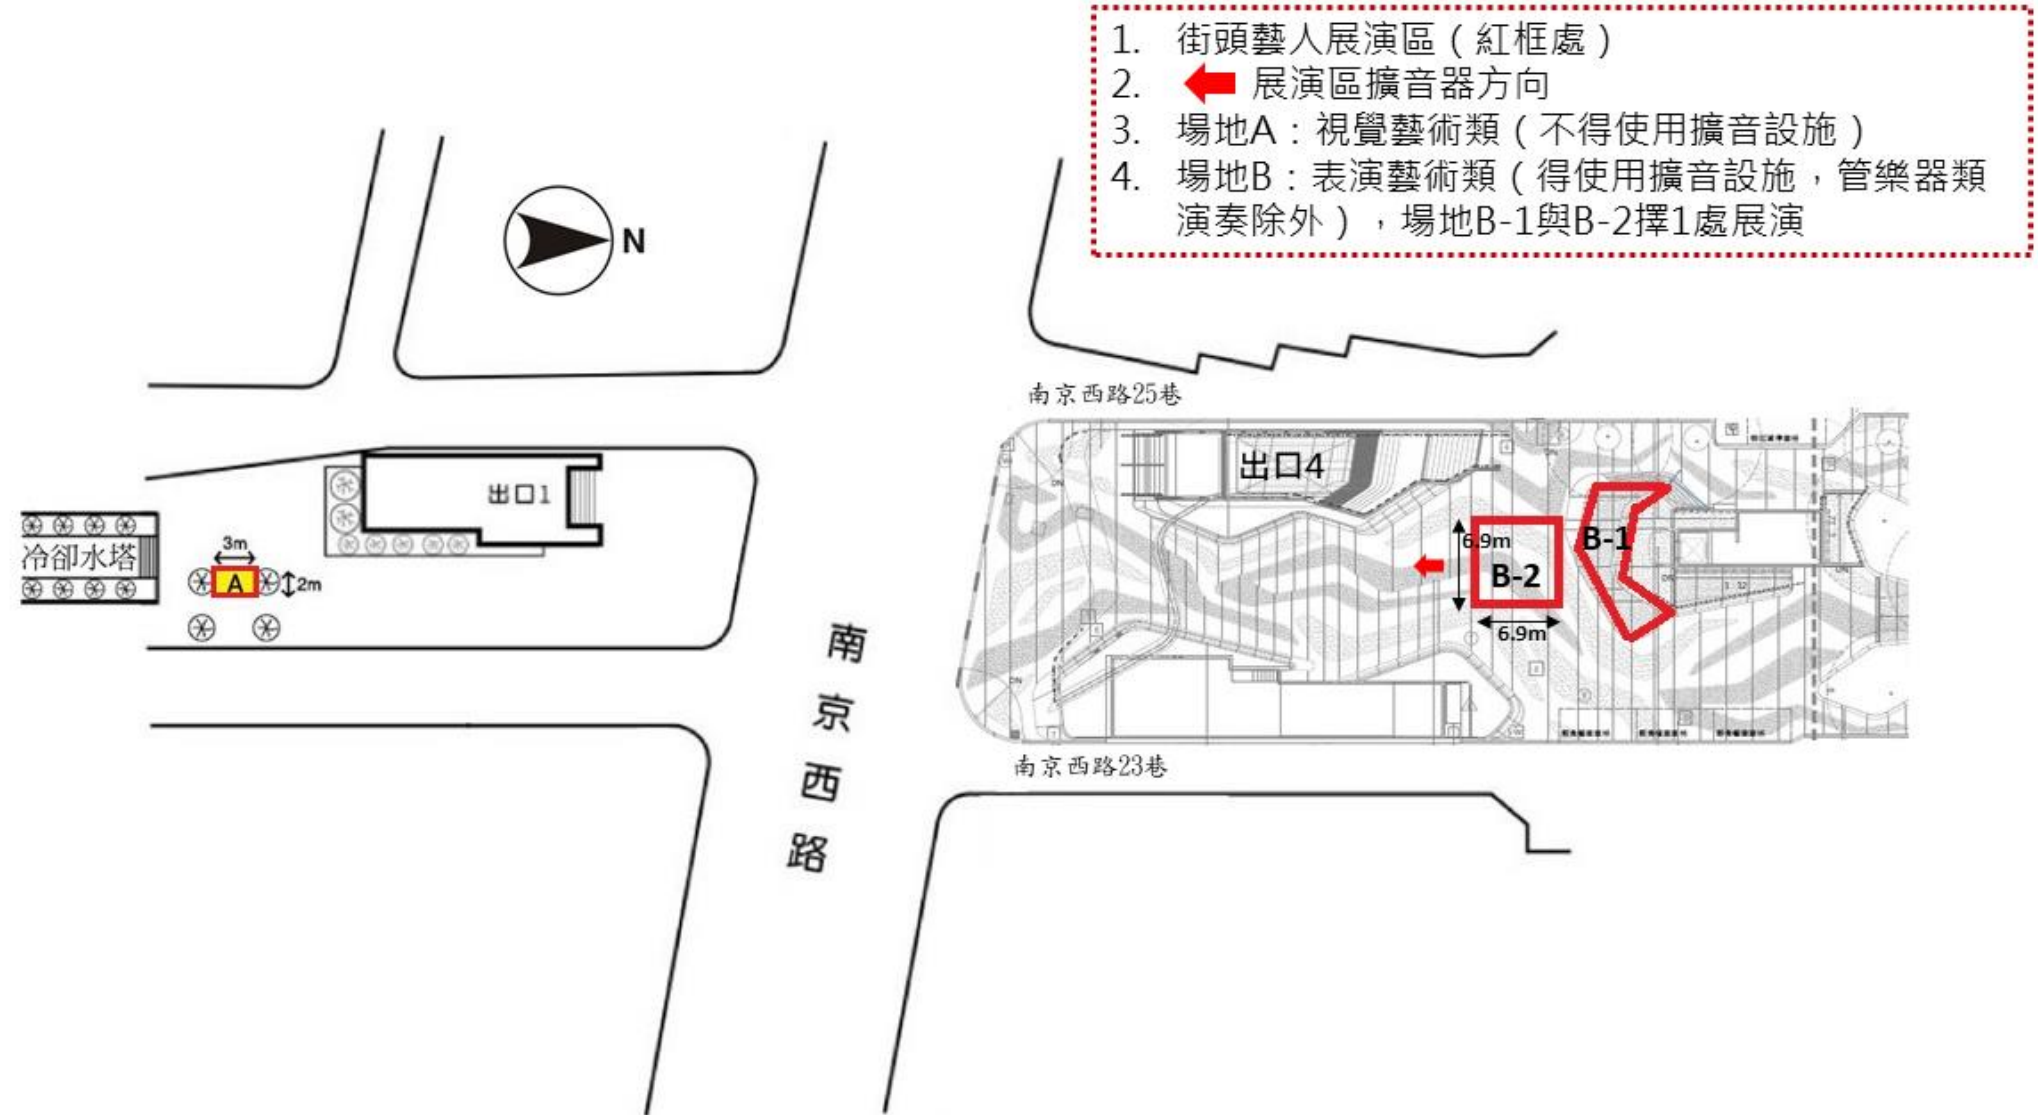 1. 街頭藝人展演區（紅框處）
2. 展演區擴音器方向
3. 場地A：視覺藝術類（不得使用擴音設施）
4. 場地B：表演藝術類（得使用擴音設施，管樂器類
演奏除外），場地B-1與B-2擇1處展演
N
南京西路25巷
出口4
出口1
冷卻水塔
3m
A
2m
B-1
6.9m
B-2
6.9m
南京西路
南京西路23巷
DN
DN